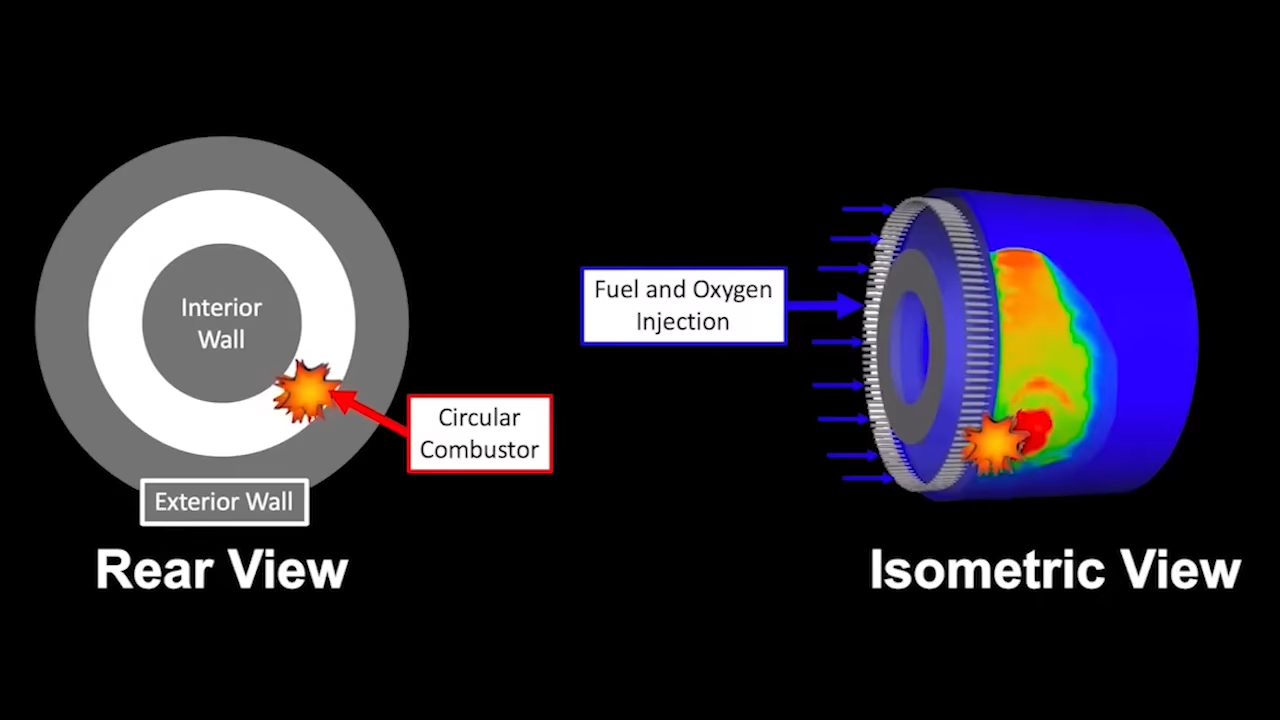 Interior
Wall
Circular
Combustor
Exterior Wall
Rear View
Fuel and Oxygen
Injection
Isometric View